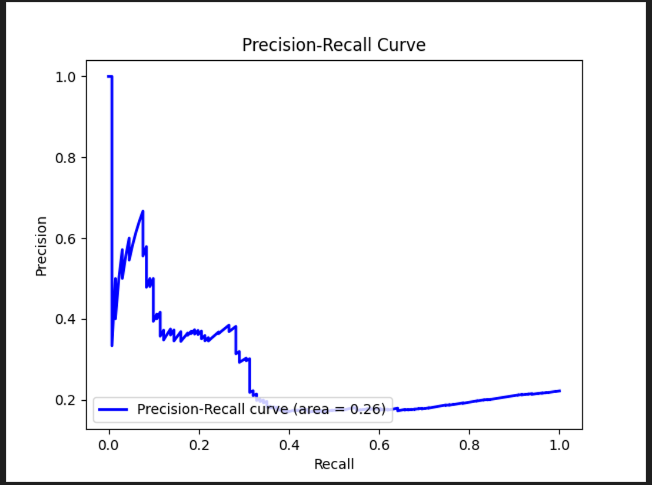 Precision-Recall Curve
1.0
0.8
0.6
0.4
0.2
Precision
Precision-Recall curve (area = 0.26)
0.0 0.2 0.4 0.6 0.8 1.0
Recall